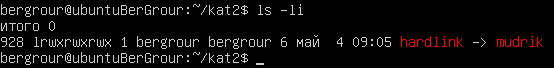 bergrour@ubuntuBerGrour:~/kat2$ ls -li
итого 0
928 lrwxrwxrwx 1 bergrour bergrour 6 май  4 09:05 hardlink -> mudrik
bergrour@ubuntuBerGrour:~/kat2$ _